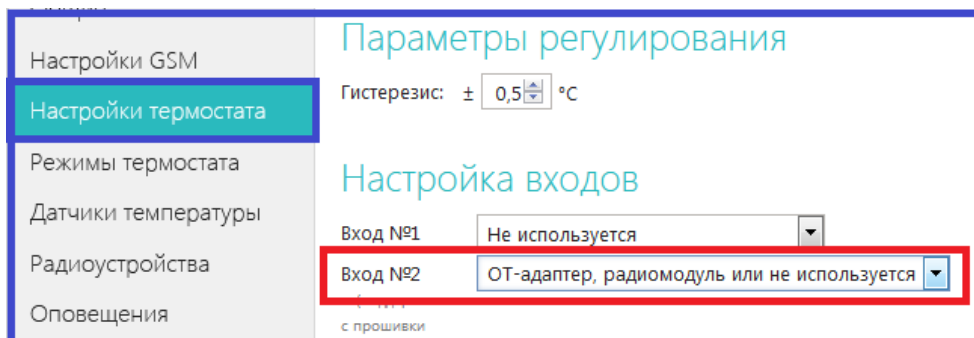 Настройки GSM
Настройки термостата
Режимы термостата
Датчики температуры
Радиоустройства
Оповещения
Параметры регулирования
Гистерезис: ± 0,5 °C
Настройка входов
Вход №1 Не используется
Вход №2 ОТ-адаптер, радиомодуль или не используется
с прошивки